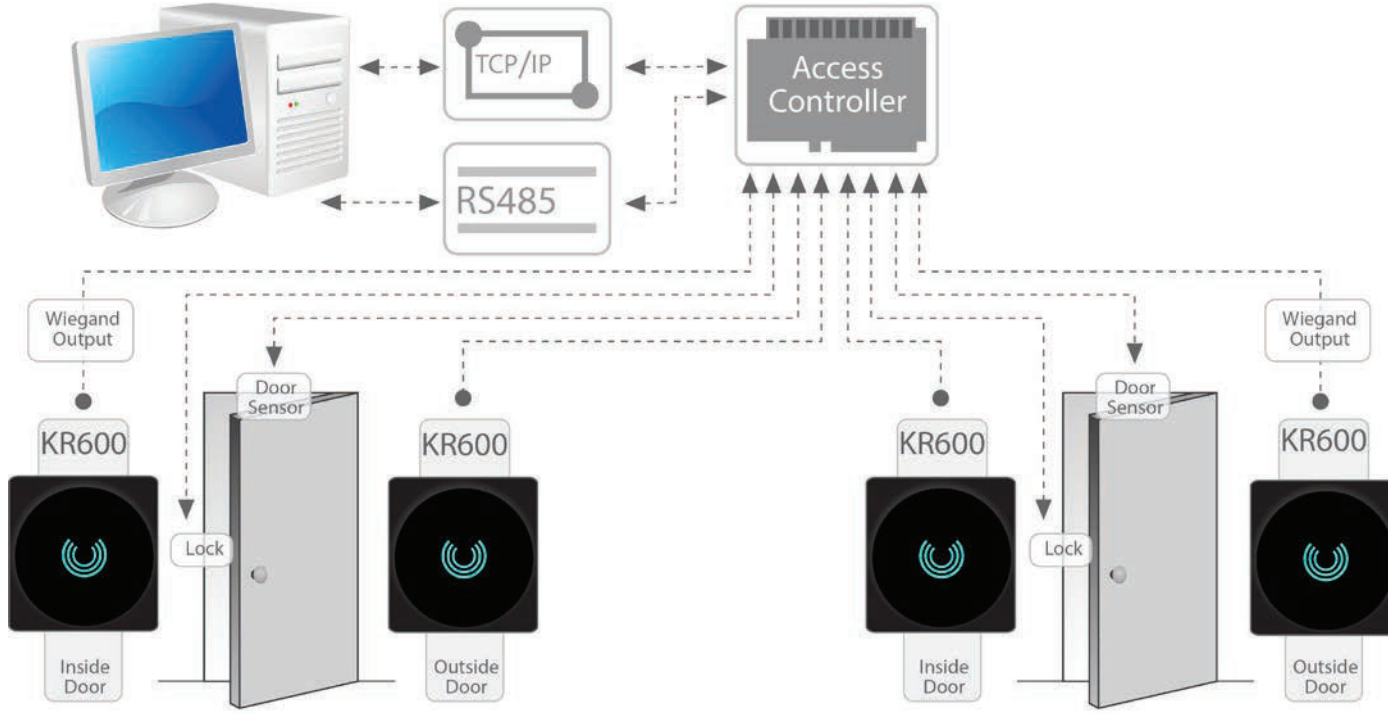 TCP/IP
Access
Controller
RS485
Wiegand
Output
Wiegand
Output
Door
Sensor
Door
Sensor
KR600
KR600
KR600
KR600
Lock
Lock
Inside
Door
Outside
Door
Inside
Door
Outside
Door